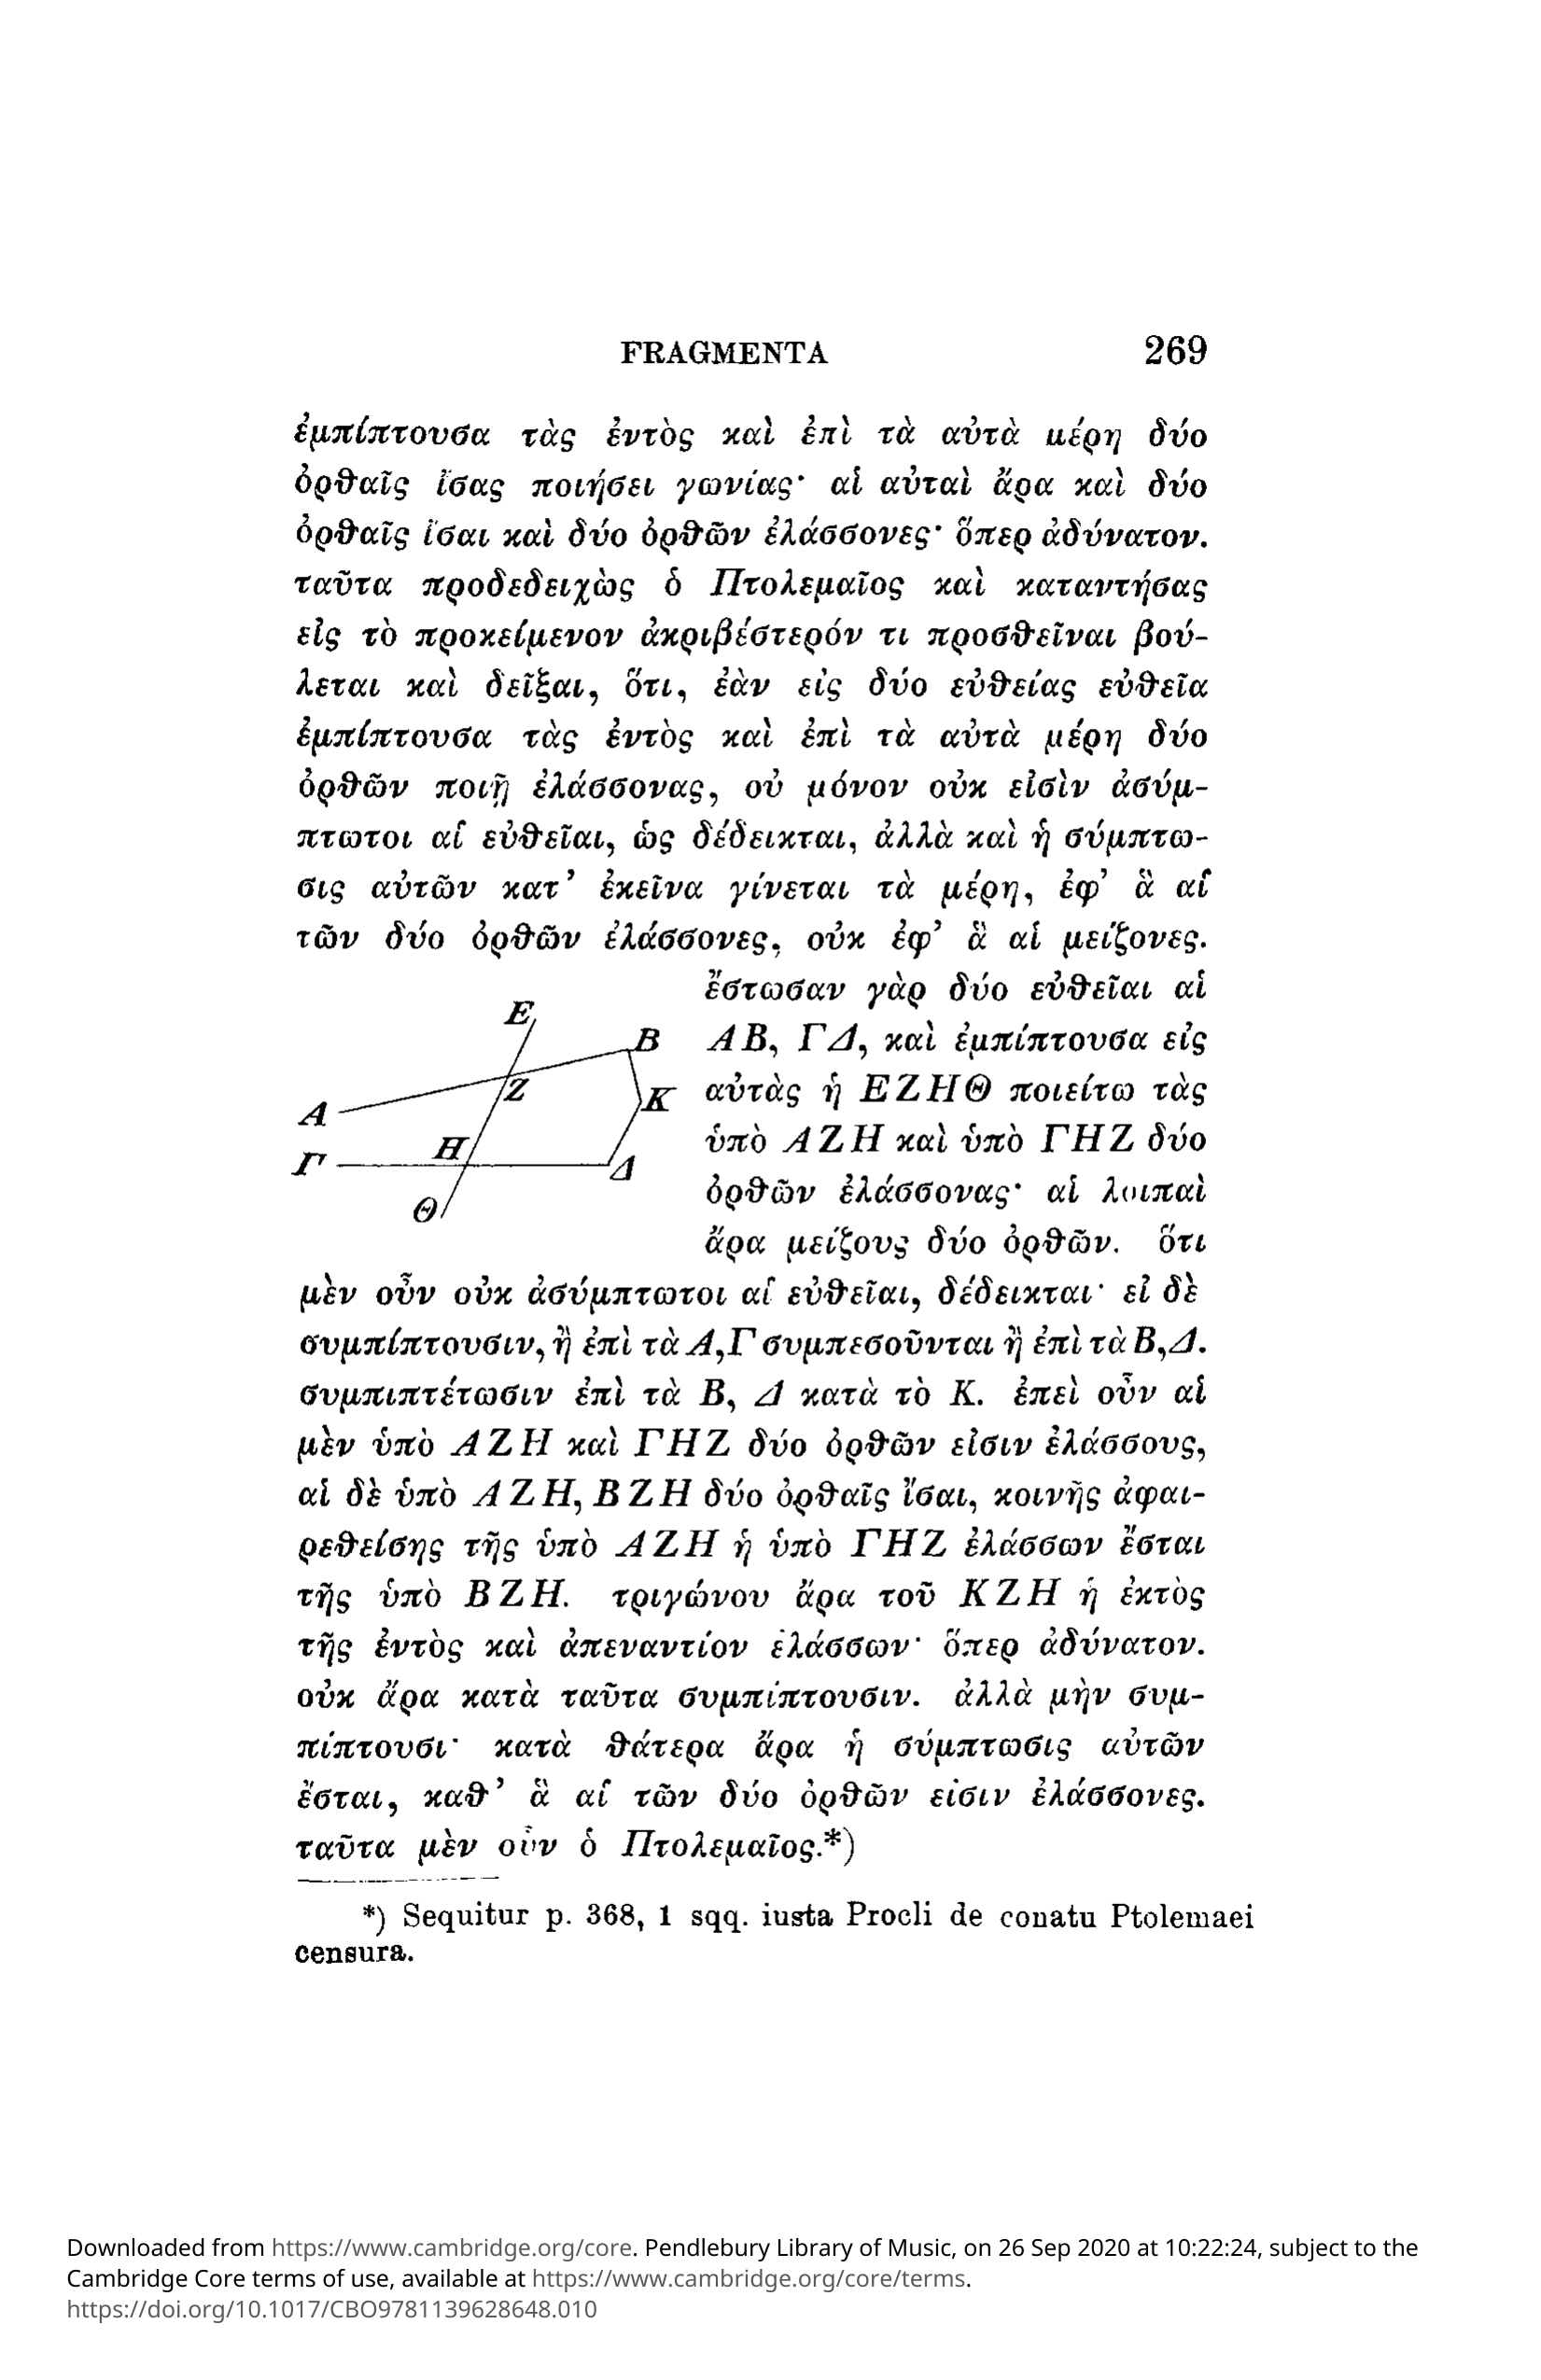 FRAGMENTA 269
ἐμπίπτουσα τὰς ἐντὸς καὶ ἐπὶ τὰ αὐτὰ μέρη δύο
ὀρθαῖς ἴσας ποιήσει γωνίας· αἱ αὐταὶ ἄρα καὶ δύο
ὀρθαῖς ἴσαι καὶ δύο ὀρθῶν ἐλάσσονες· ὅπερ ἀδύνατον.
ταῦτα προδεδειχὼς ὁ Πτολεμαῖος καὶ καταντήσας
εἰς τὸ προκείμενον ἀκριβέστερόν τι προσθεῖναι βού-
λεται καὶ δεῖξαι, ὅτι, ἐὰν εἰς δύο εὐθείας εὐθεῖα
ἐμπίπτουσα τὰς ἐντὸς καὶ ἐπὶ τὰ αὐτὰ μέρη δύο
ὀρθῶν ποιῇ ἐλάσσονας, οὐ μόνον οὐκ εἰσὶν ἀσύμ-
πτωτοι αἱ εὐθεῖαι, ὡς δέδεικται, ἀλλὰ καὶ ἡ σύμπτω-
σις αὐτῶν κατ’ ἐκεῖνα γίνεται τὰ μέρη, ἐφ’ ἃ αἱ
τῶν δύο ὀρθῶν ἐλάσσονες, οὐκ ἐφ’ ἃ αἱ μείζονες.
ἔστωσαν γὰρ δύο εὐθεῖαι αἱ
ΑΒ, ΓΔ, καὶ ἐμπίπτουσα εἰς
αὐτὰς ἡ ΕΖΗΘ ποιείτω τὰς
ὑπὸ ΑΖΗ καὶ ὑπὸ ΓΗΖ δύο
ὀρθῶν ἐλάσσονας· αἱ λοιπαὶ
ἄρα μείζους δύο ὀρθῶν. ὅτι
Ε
Β
Ζ
Κ
Α
Η
Γ
Δ
Θ
μὲν οὖν οὐκ ἀσύμπτωτοι αἱ εὐθεῖαι, δέδεικται· εἰ δὲ
συμπίπτουσιν, ἢ ἐπὶ τὰ Α,Γ συμπεσοῦνται ἢ ἐπὶ τὰ Β,Δ.
συμπιπτέτωσιν ἐπὶ τὰ Β, Δ κατὰ τὸ Κ. ἐπεὶ οὖν αἱ
μὲν ὑπὸ ΑΖΗ καὶ ΓΗΖ δύο ὀρθῶν εἰσιν ἐλάσσους,
αἱ δὲ ὑπὸ ΑΖΗ, ΒΖΗ δύο ὀρθαῖς ἴσαι, κοινῆς ἀφαι-
ρεθείσης τῆς ὑπὸ ΑΖΗ ἡ ὑπὸ ΓΗΖ ἐλάσσων ἔσται
τῆς ὑπὸ ΒΖΗ. τριγώνου ἄρα τοῦ ΚΖΗ ἡ ἐκτὸς
τῆς ἐντὸς καὶ ἀπεναντίον ἐλάσσων· ὅπερ ἀδύνατον.
οὐκ ἄρα κατὰ ταῦτα συμπίπτουσιν. ἀλλὰ μὴν συμ-
πίπτουσι· κατὰ θάτερα ἄρα ἡ σύμπτωσις αὐτῶν
ἔσται, καθ’ ἃ αἱ τῶν δύο ὀρθῶν εἰσιν ἐλάσσονες.
ταῦτα μὲν οὖν ὁ Πτολεμαῖος.*)
*) Sequitur p. 368, 1 sqq. iusta Procli de conatu Ptolemaei
censura.
Downloaded from https://www.cambridge.org/core. Pendlebury Library of Music, on 26 Sep 2020 at 10:22:24, subject to the
Cambridge Core terms of use, available at https://www.cambridge.org/core/terms.
https://doi.org/10.1017/CBO9781139628648.010